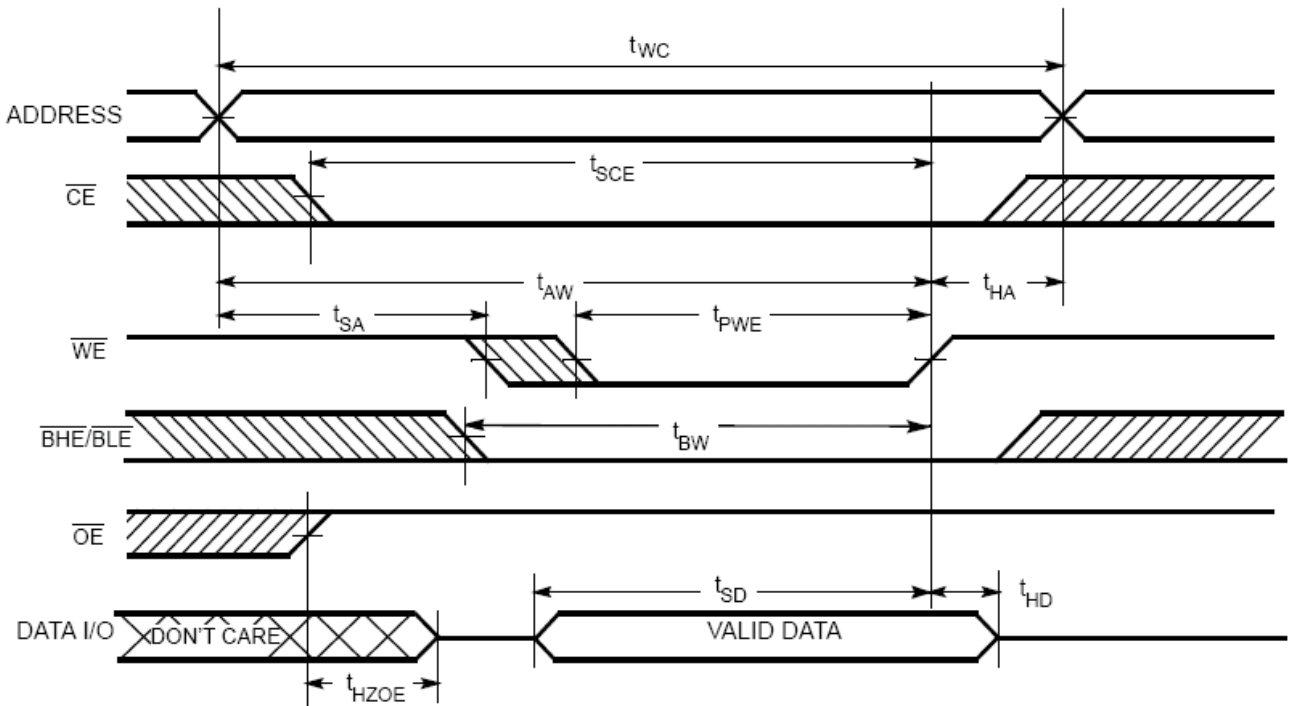 tWC
ADDRESS
tSCE
CE
tAW
tHA
tSA
tPWE
WE
BHE/BLE
tBW
OE
tSD
tHD
DATA I/O
DON'T CARE
VALID DATA
tHZOE